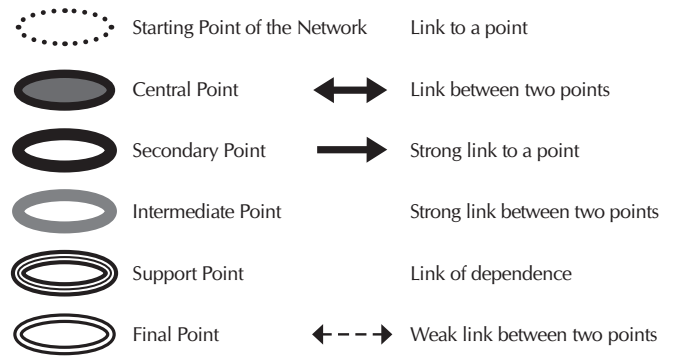 Starting Point of the Network Link to a point
Central Point Link between two points
Secondary Point Strong link to a point
Intermediate Point Strong link between two points
Support Point Link of dependence
Final Point Weak link between two points